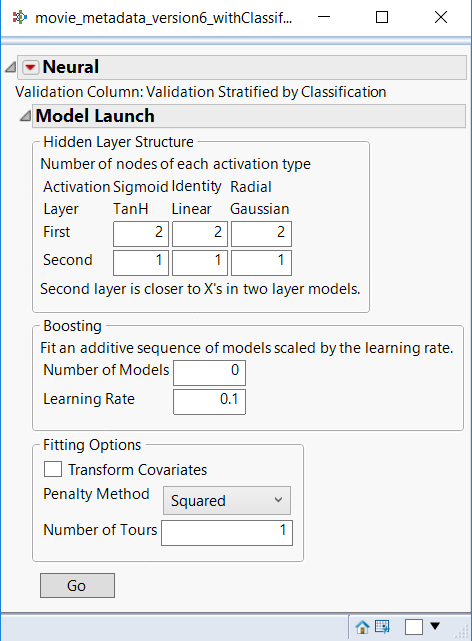 movie_metadata_version6_withClassif...
Neural
Validation Column: Validation Stratified by Classification
Model Launch
Hidden Layer Structure
Number of nodes of each activation type
Activation Sigmoid Identity Radial
Layer TanH Linear Gaussian
First 2 2 2
Second 1 1 1
Second layer is closer to X's in two layer models.
Boosting
Fit an additive sequence of models scaled by the learning rate.
Number of Models 0
Learning Rate 0.1
Fitting Options
Transform Covariates
Penalty Method Squared
Number of Tours 1
Go